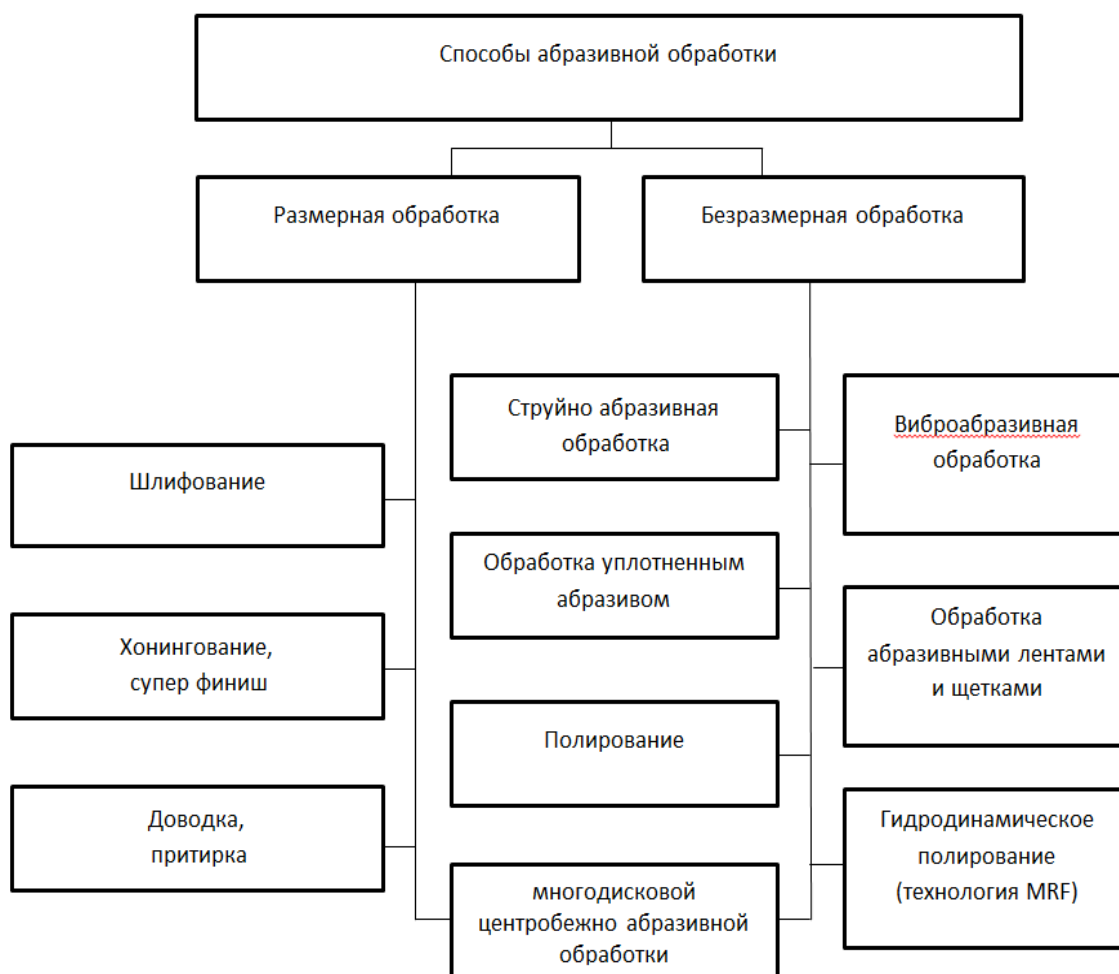 Способы абразивной обработки
Размерная обработка
Безразмерная обработка
Шлифование
Хонингование,
супер финиш
Доводка,
притирка
Струйно абразивная
обработка
Обработка уплотненным
абразивом
Полирование
многодисковой
центробежно абразивной
обработки
Виброабразивная
обработка
Обработка
абразивными лентами
и щетками
Гидродинамическое
полирование
(технология MRF)